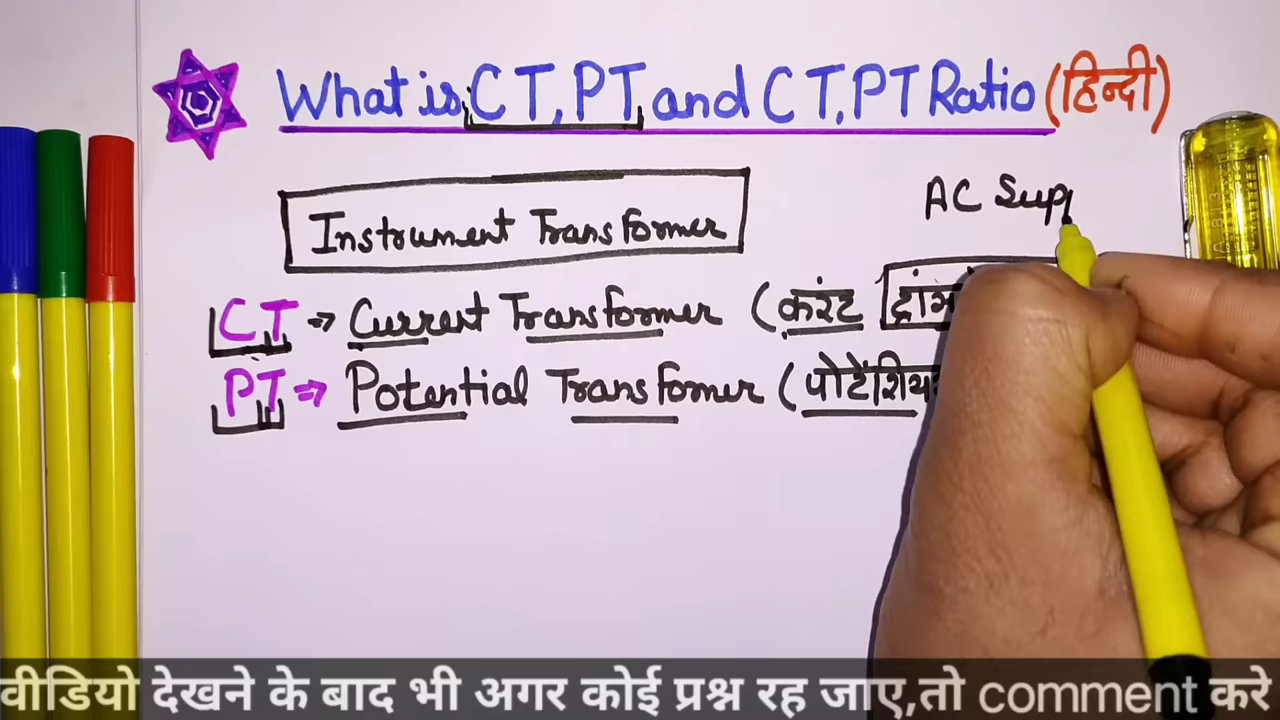 What is CT, PT and CT, PT Ratio (हिन्दी)
Instrument Transformer
AC Sup
CT ⇒ Current Transformer (करंट
PT ⇒ Potential Transformer (
वीडियो देखने के बाद भी अगर कोई प्रश्न रह जाए,तो comment करे